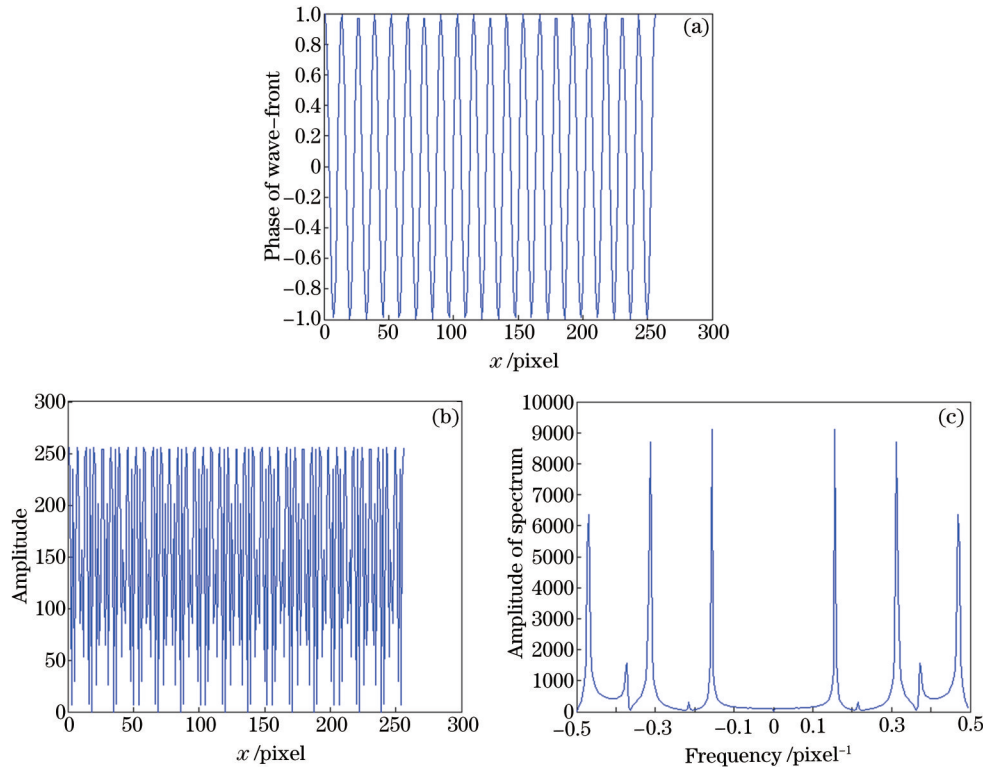 (a)
Phase of wave-front
1.0
0.8
0.6
0.4
0.2
0
−0.2
−0.4
−0.6
−0.8
−1.0
0 50 100 150 200 250 300
x /pixel
(b)
Amplitude
300
250
200
150
100
50
0
0 50 100 150 200 250 300
x /pixel
(c)
Amplitude of spectrum
10000
9000
8000
7000
6000
5000
4000
3000
2000
1000
0
−0.5 −0.3 −0.1 0 0.1 0.3 0.5
Frequency /pixel⁻¹